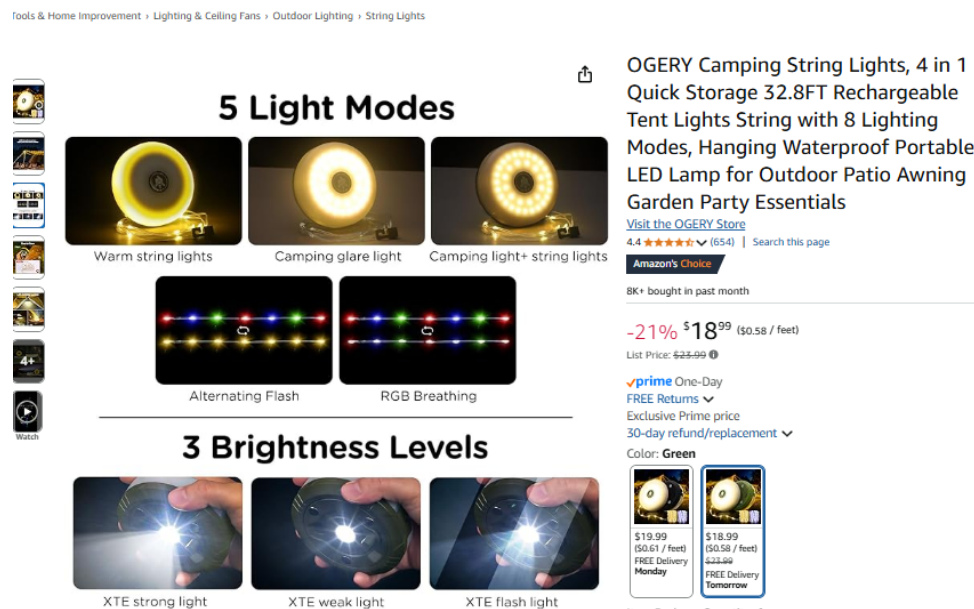 Tools & Home Improvement › Lighting & Ceiling Fans › Outdoor Lighting › String Lights
5 Light Modes
Warm string lights
Camping glare light
Camping light+ string lights
Alternating Flash
RGB Breathing
3 Brightness Levels
XTE strong light
XTE weak light
XTE flash light
4+
Watch
OGERY Camping String Lights, 4 in 1
Quick Storage 32.8FT Rechargeable
Tent Lights String with 8 Lighting
Modes, Hanging Waterproof Portable
LED Lamp for Outdoor Patio Awning
Garden Party Essentials
Visit the OGERY Store
4.4 (654) | Search this page
Amazon's Choice
8K+ bought in past month
-21% $18 99 ($0.58 / feet)
List Price: $23.99
prime One-Day
FREE Returns
Exclusive Prime price
30-day refund/replacement
Color: Green
$19.99
($0.61 / feet)
FREE Delivery
Monday
$18.99
($0.58 / feet)
$23.99
FREE Delivery
Tomorrow